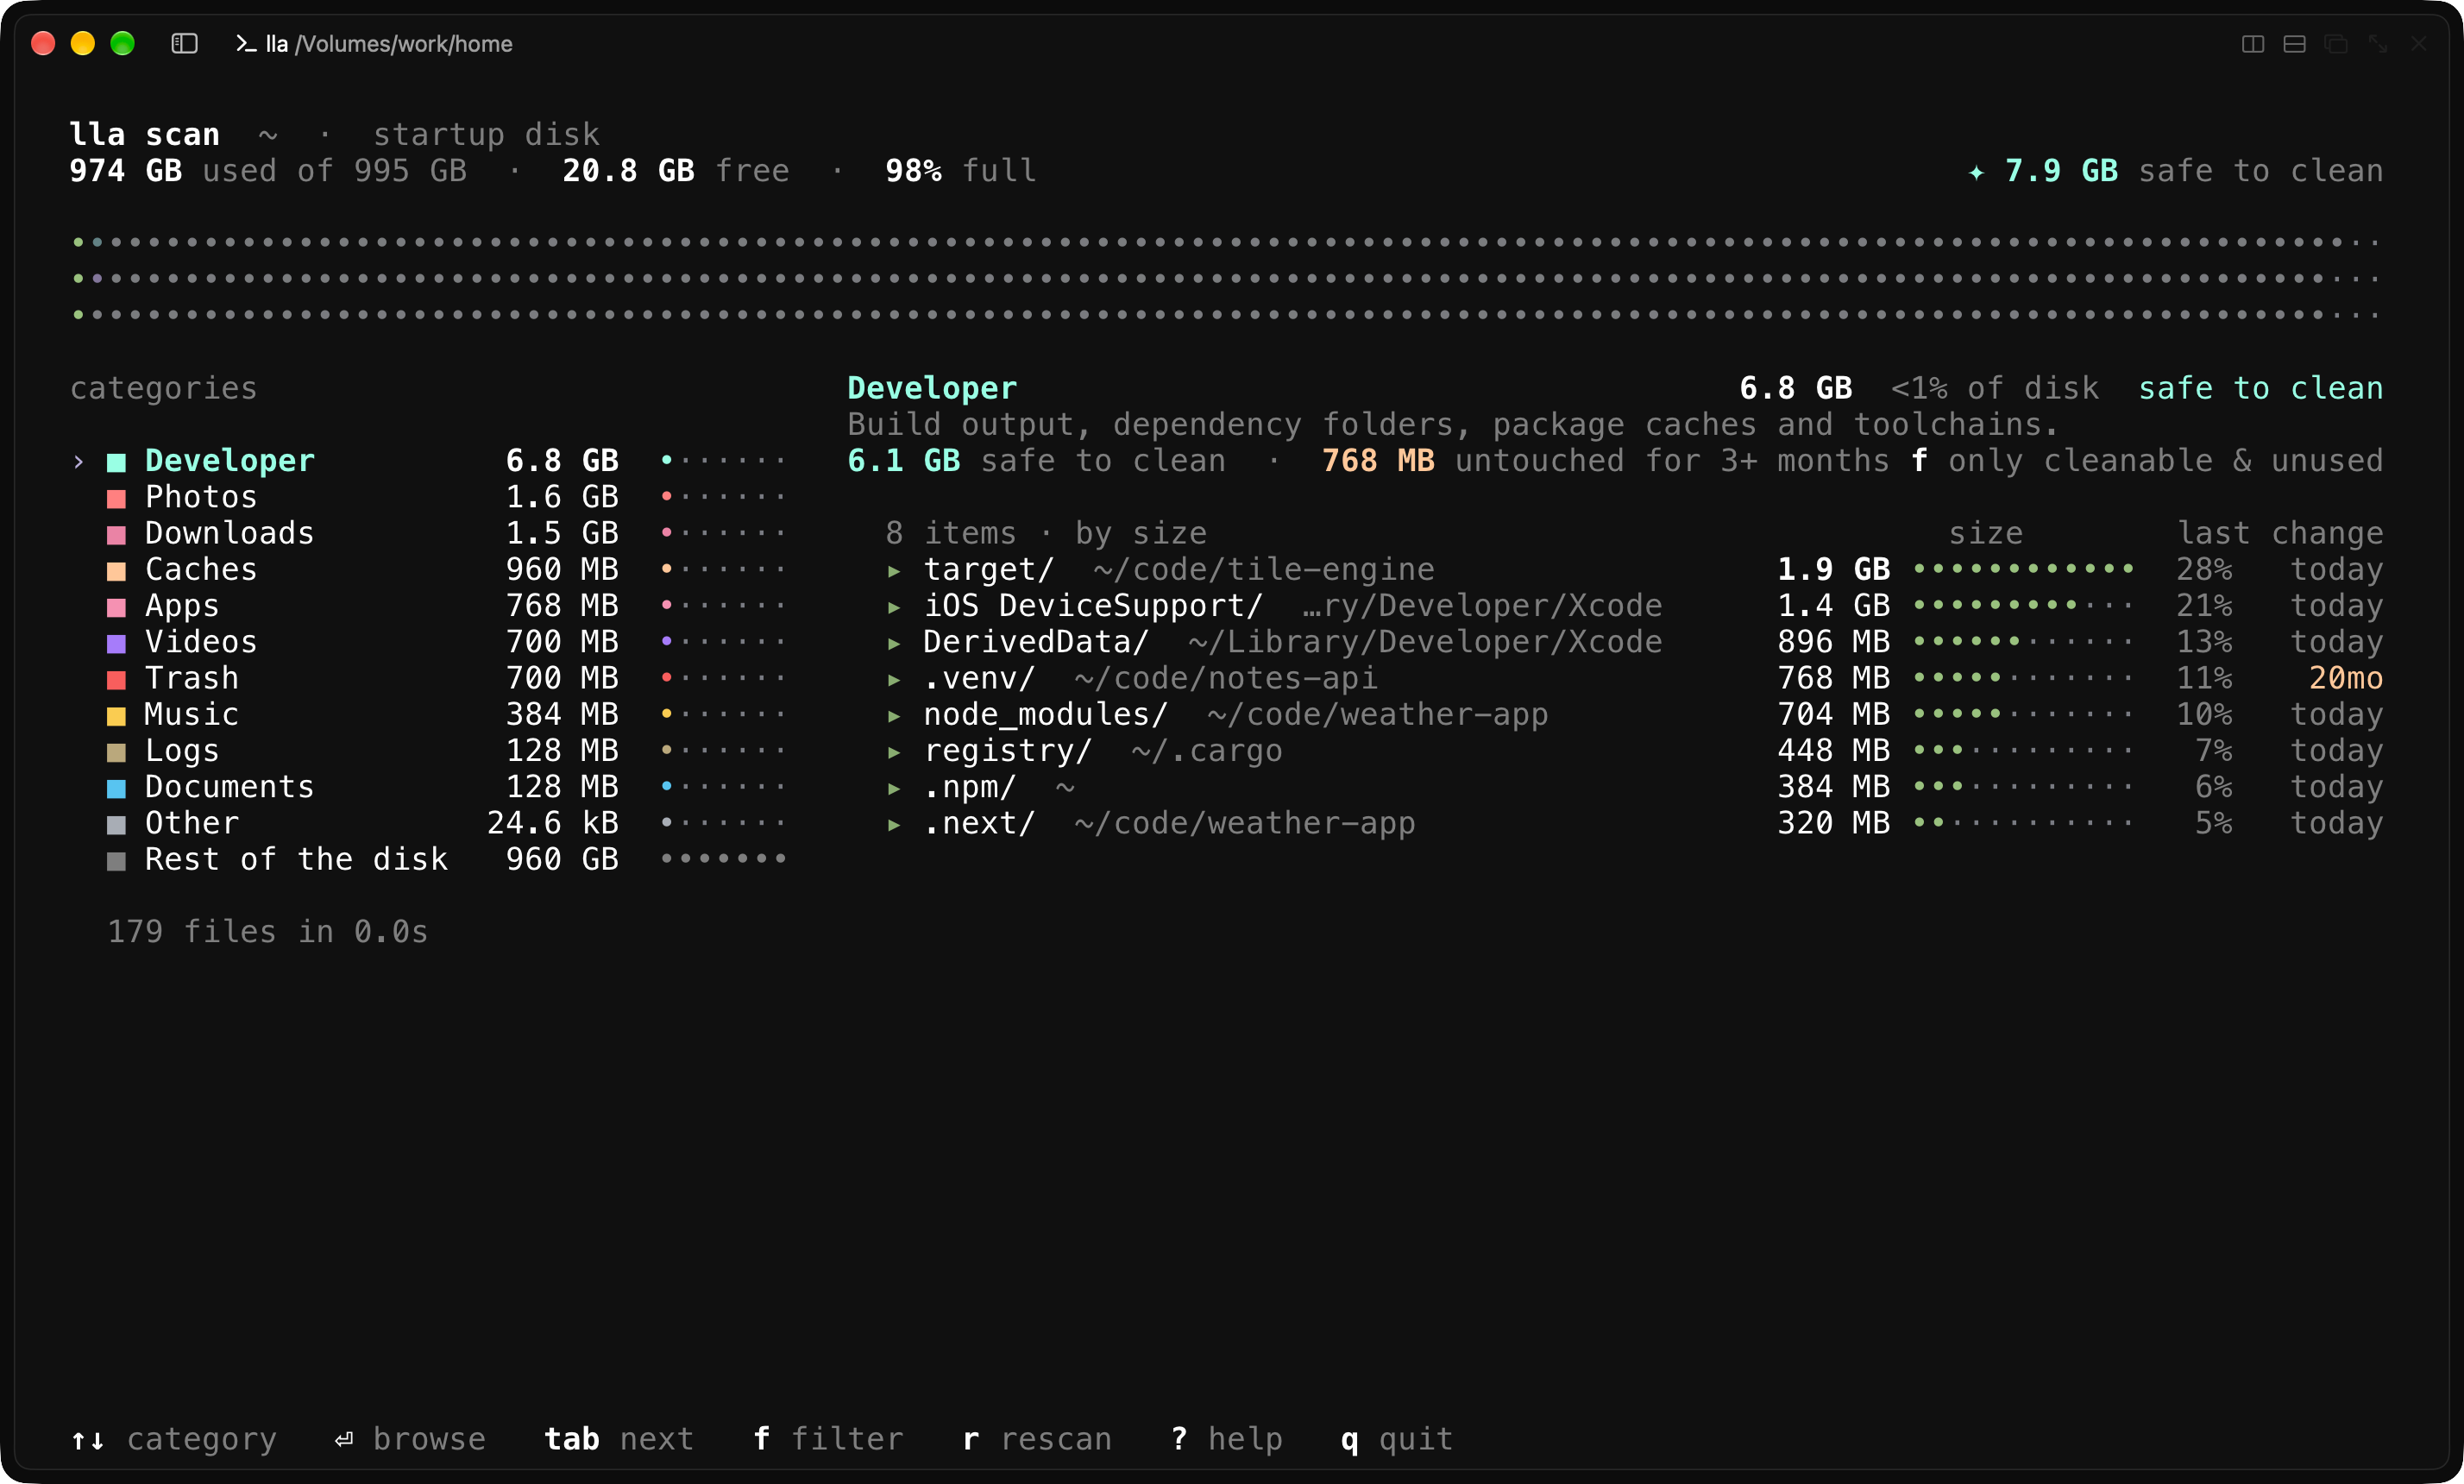 lla /Volumes/work/home
lla scan ~ · startup disk
974 GB used of 995 GB · 20.8 GB free · 98% full ✦ 7.9 GB safe to clean
categories
› Developer 6.8 GB
Photos 1.6 GB
Downloads 1.5 GB
Caches 960 MB
Apps 768 MB
Videos 700 MB
Trash 700 MB
Music 384 MB
Logs 128 MB
Documents 128 MB
Other 24.6 kB
Rest of the disk 960 GB
179 files in 0.0s
Developer 6.8 GB <1% of disk safe to clean
Build output, dependency folders, package caches and toolchains.
6.1 GB safe to clean · 768 MB untouched for 3+ months f only cleanable & unused
8 items · by size size last change
▸ target/ ~/code/tile-engine 1.9 GB 28% today
▸ iOS DeviceSupport/ …ry/Developer/Xcode 1.4 GB 21% today
▸ DerivedData/ ~/Library/Developer/Xcode 896 MB 13% today
▸ .venv/ ~/code/notes-api 768 MB 11% 20mo
▸ node_modules/ ~/code/weather-app 704 MB 10% today
▸ registry/ ~/.cargo 448 MB 7% today
▸ .npm/ ~ 384 MB 6% today
▸ .next/ ~/code/weather-app 320 MB 5% today
↑↓ category ⏎ browse tab next f filter r rescan ? help q quit